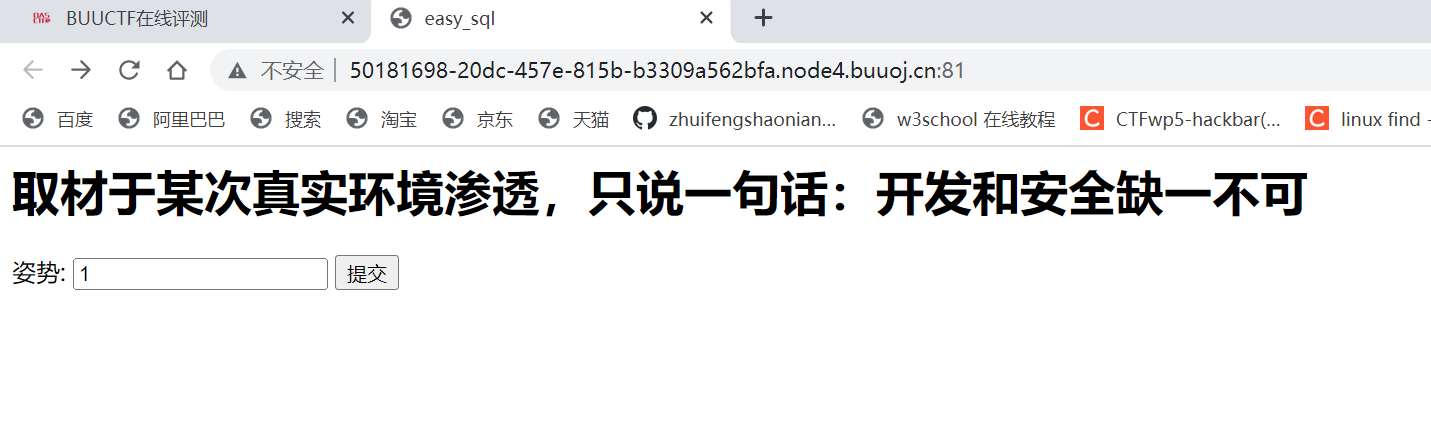 BUUCTF在线评测 easy_sql
不安全 50181698-20dc-457e-815b-b3309a562bfa.node4.buuoj.cn:81
百度 阿里巴巴 搜索 淘宝 京东 天猫 zhuifengshaonian... w3school 在线教程 CTFwp5-hackbar(... linux find -
取材于某次真实环境渗透，只说一句话：开发和安全缺一不可
姿势: 1 提交